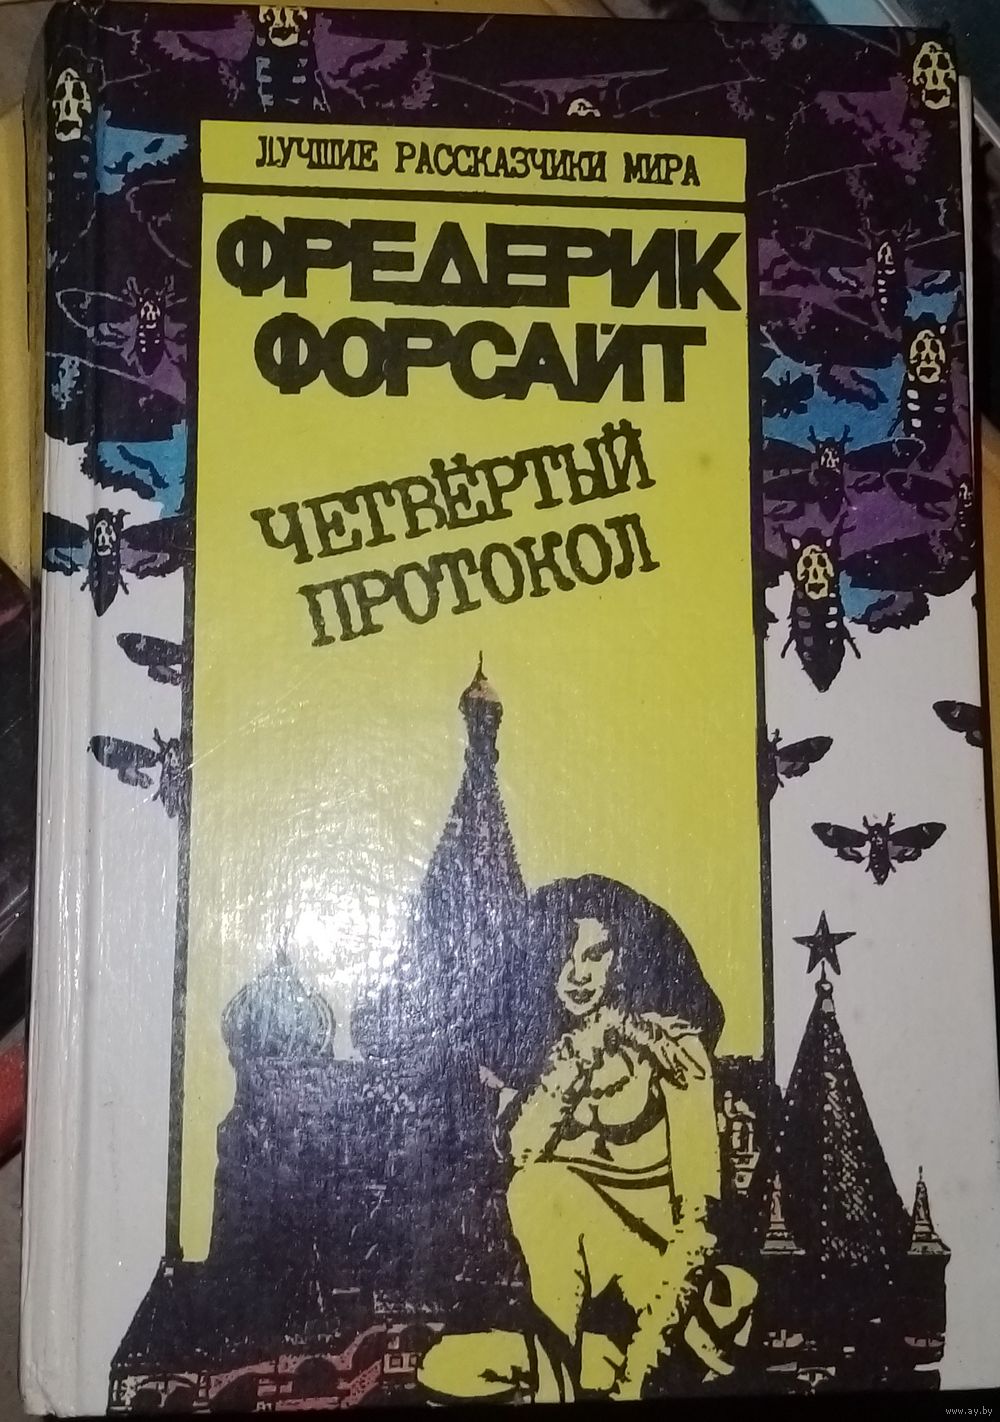 ЛУЧШИЕ РАССКАЗЧИКИ МИРА
ФРЕДЕРИК
ФОРСАЙТ
ЧЕТВЁРТЫЙ
ПРОТОКОЛ
www.ay.by